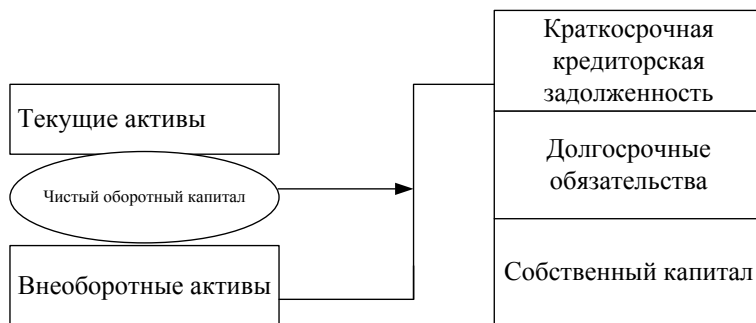 Текущие активы
Чистый оборотный капитал
Внеоборотные активы
Краткосрочная
кредиторская
задолженность
Долгосрочные
обязательства
Собственный капитал